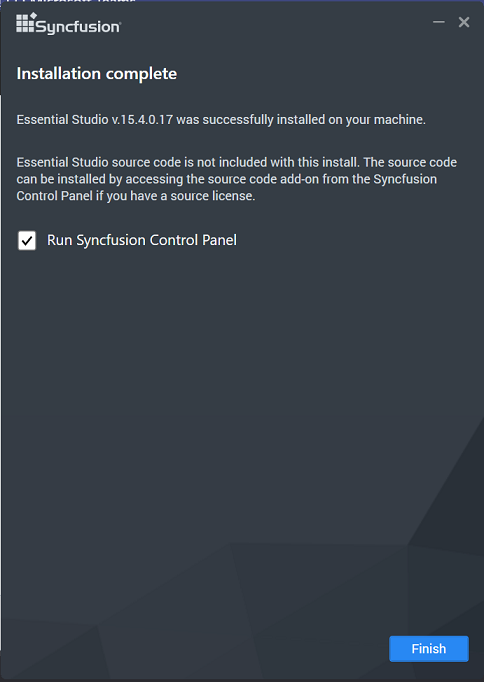 Syncfusion
Installation complete
Essential Studio v.15.4.0.17 was successfully installed on your machine.
Essential Studio source code is not included with this install. The source code
can be installed by accessing the source code add-on from the Syncfusion
Control Panel if you have a source license.
Run Syncfusion Control Panel
Finish